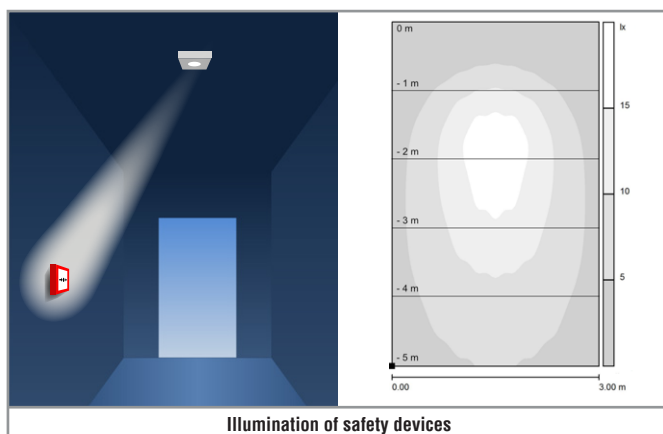 0 m
lx
- 1 m
15
- 2 m
10
- 3 m
5
- 4 m
- 5 m
0.00
3.00 m
Illumination of safety devices